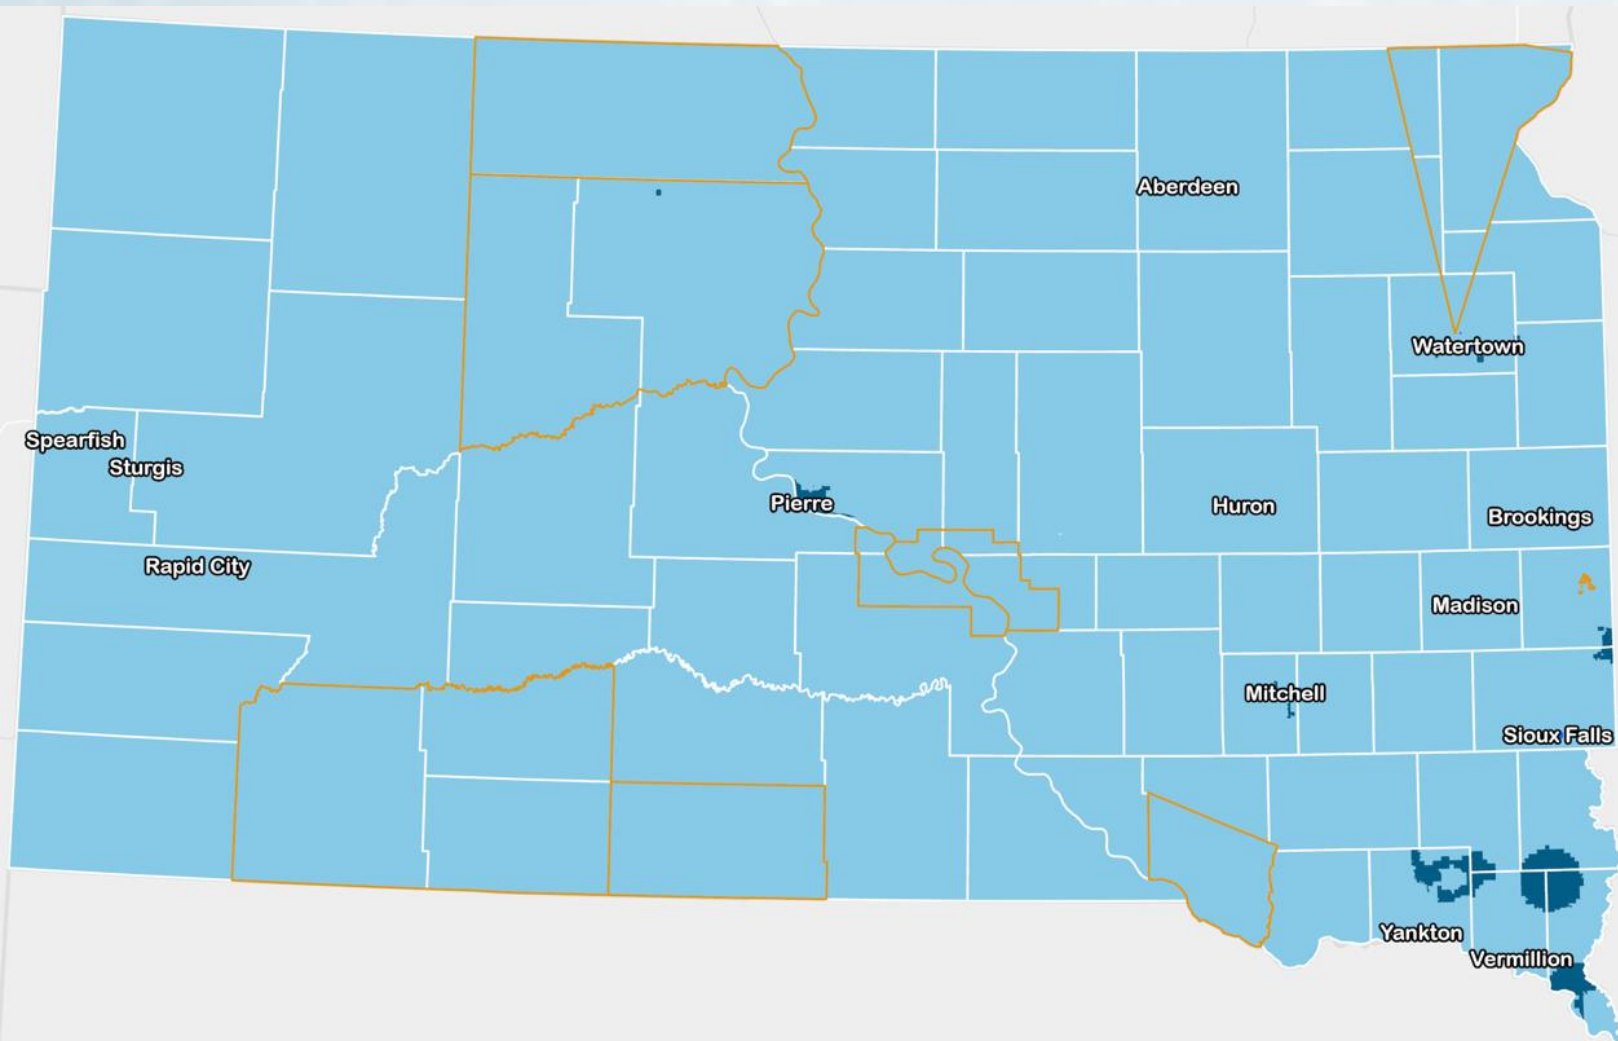 Aberdeen
Watertown
Spearfish
Sturgis
Pierre
Huron
Brookings
Rapid City
Madison
Mitchell
Sioux Falls
Yankton
Vermillion